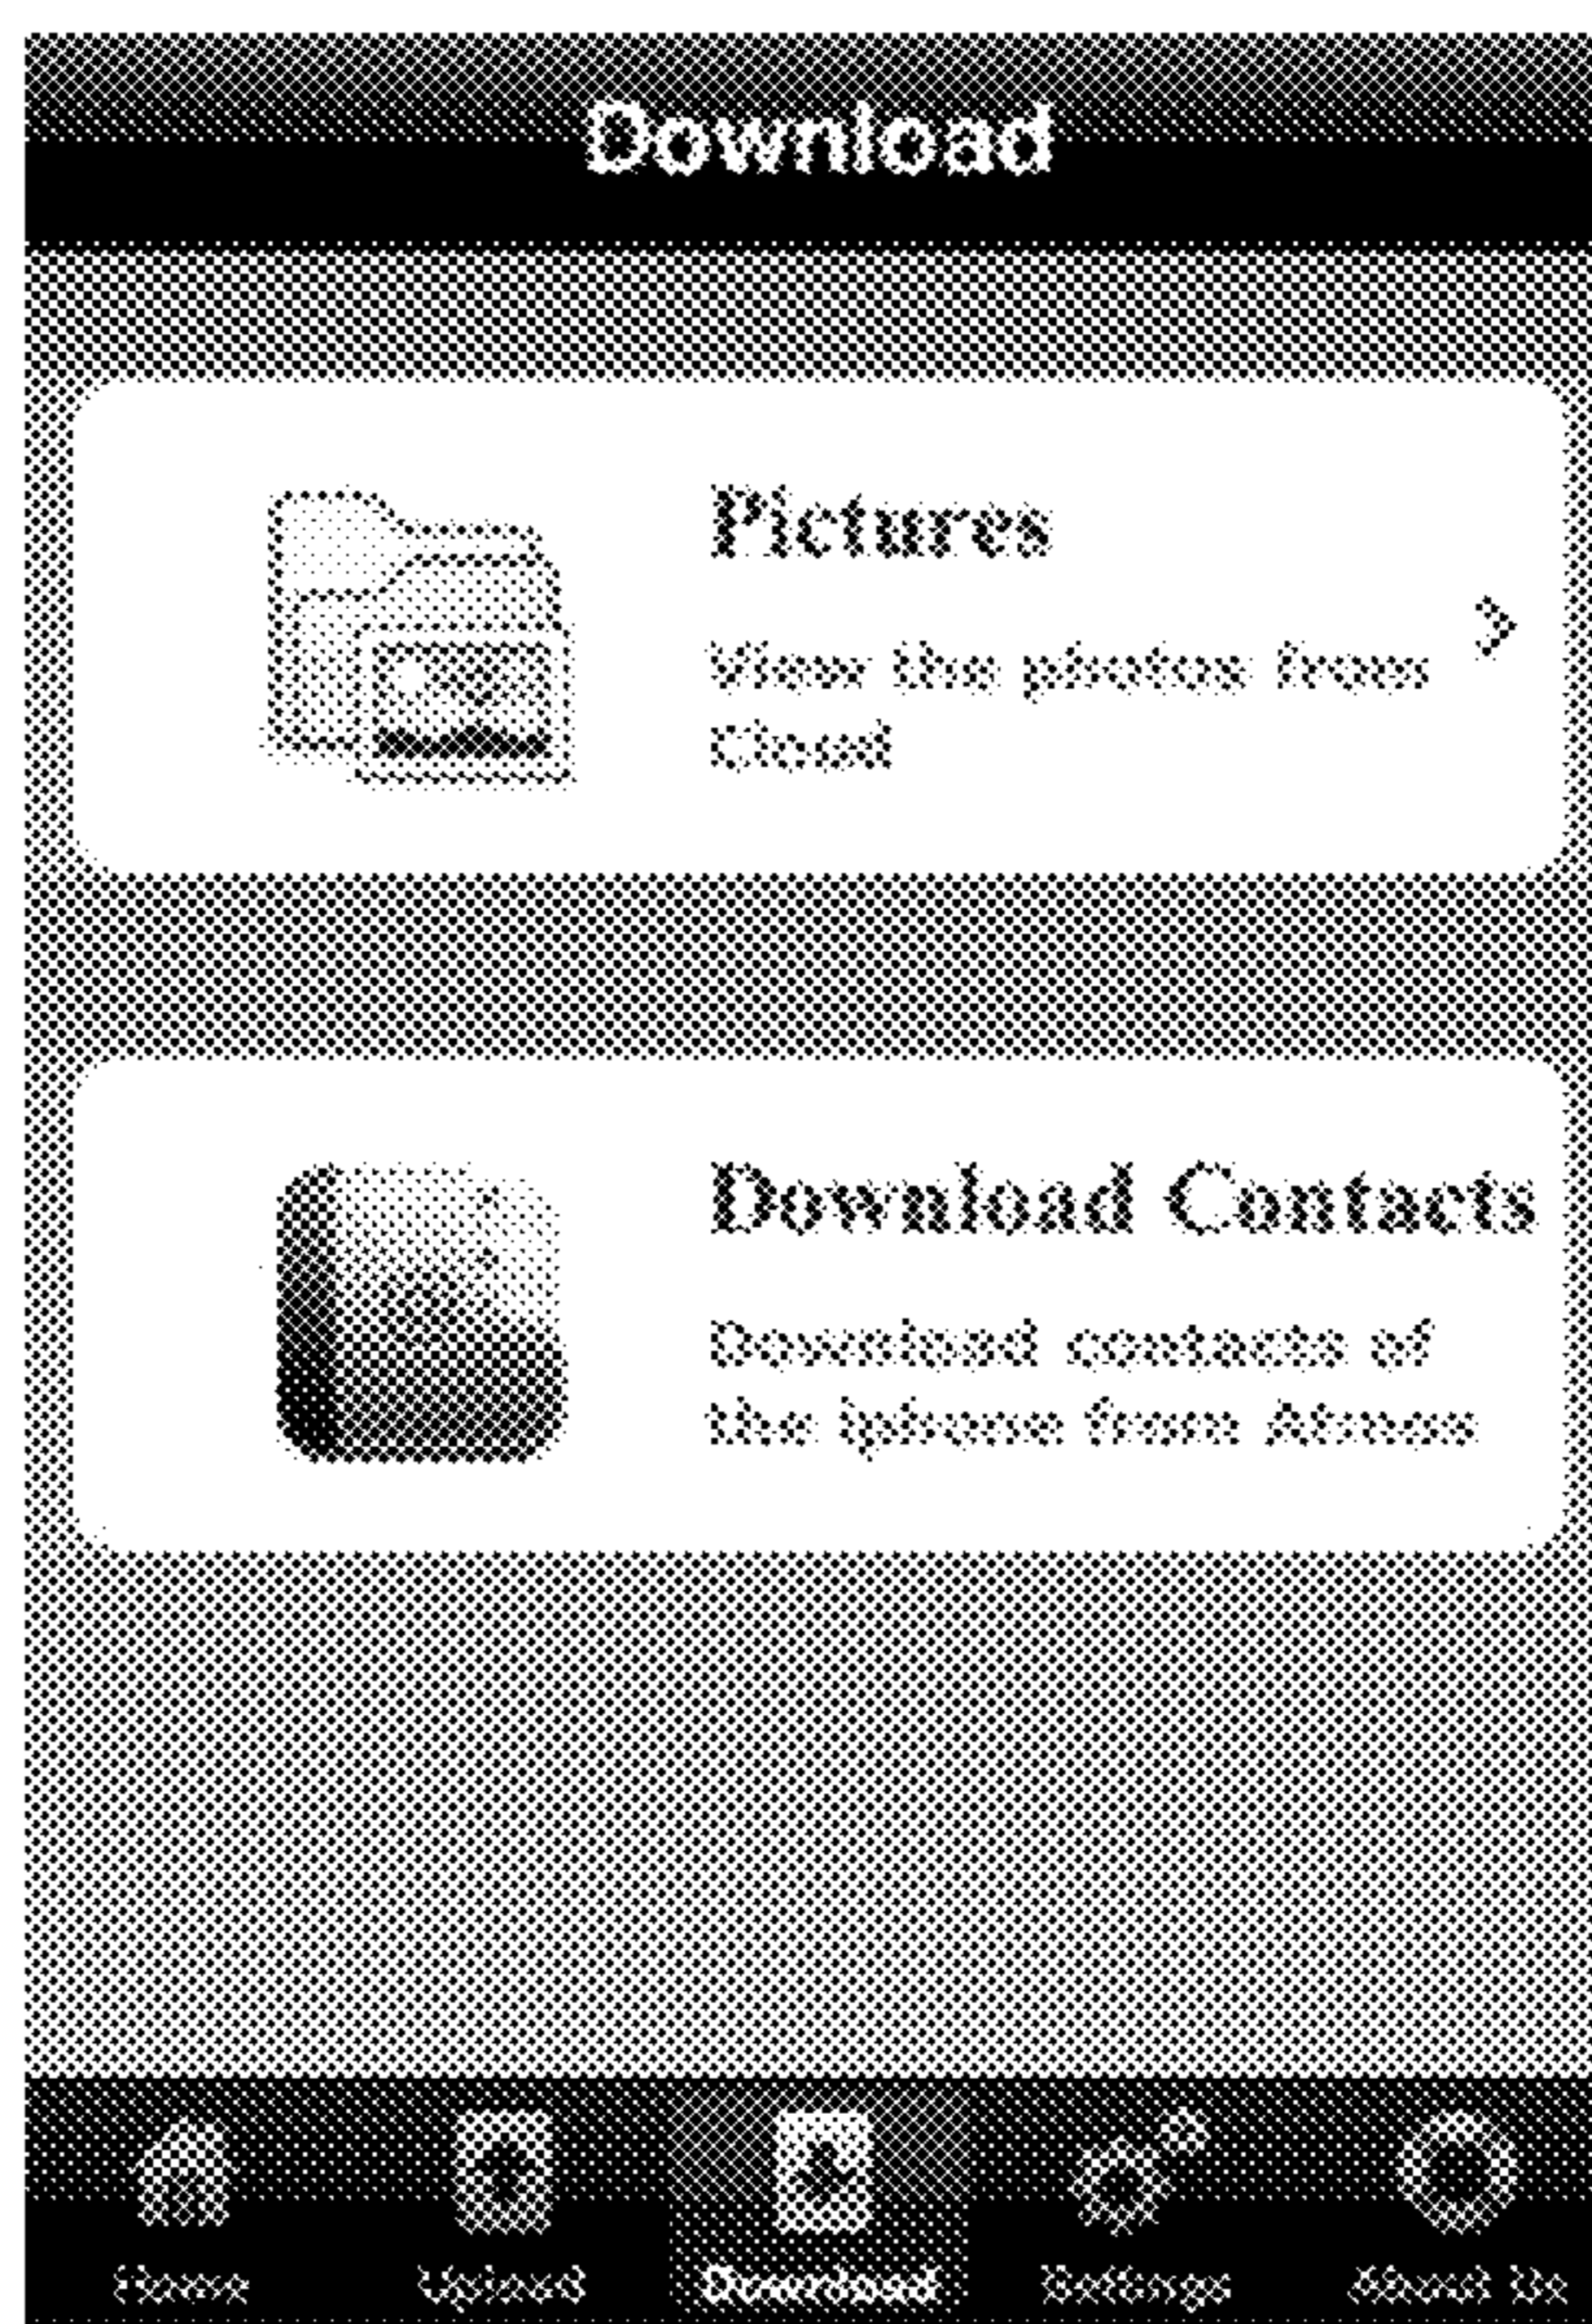 Download
Pictures
View the photos from
Cloud
Download Contacts
Download contacts of
the iphone from Atmos
Home
Upload
Download
Settings
About Us